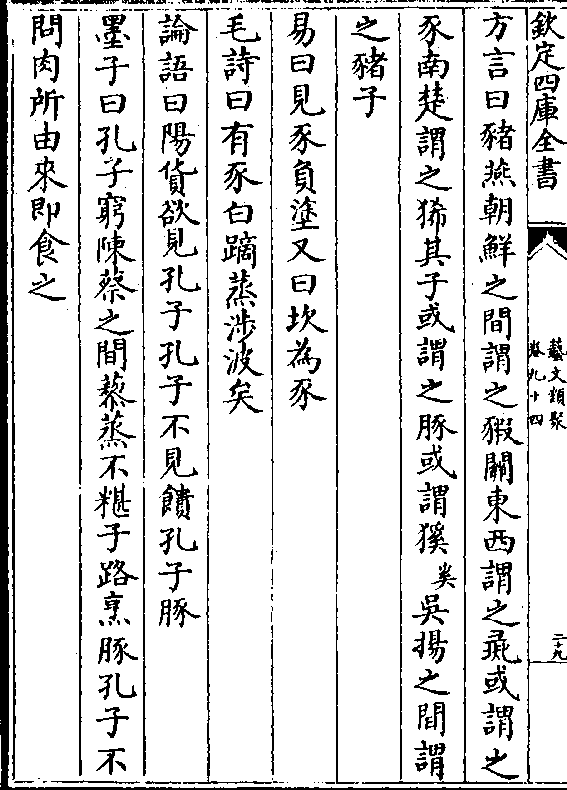 欽定四庫全書
藝文類聚
卷九十四
二十九
方言曰豬燕朝鮮之間謂之豭關東西謂之彘或謂之
豕南楚謂之狶其子或謂之豚或謂貕奚吳揚之間謂
之豬子
易曰見豕負塗又曰坎為豕
毛詩曰有豕白蹢蒸涉波矣
論語曰陽貨欲見孔子孔子不見饋孔子豚
墨子曰孔子窮陳蔡之間藜蒸不糂子路烹豚孔子不
問肉所由來即食之